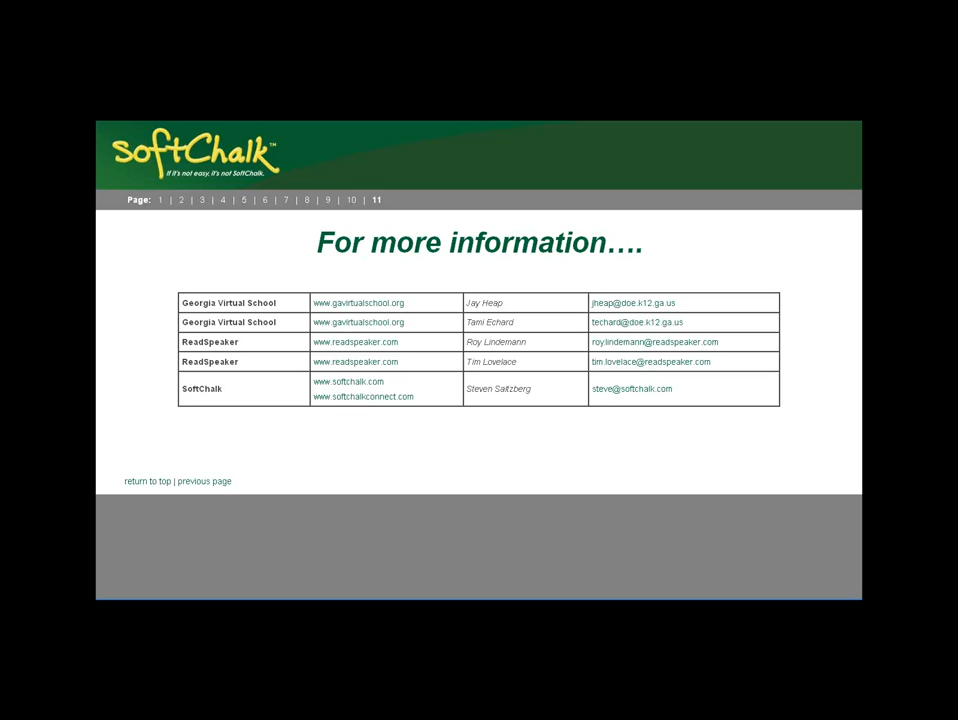 SoftChalk™
If it's not easy, it's not SoftChalk.
Page: 1 | 2 | 3 | 4 | 5 | 6 | 7 | 8 | 9 | 10 | 11
For more information….
Georgia Virtual School www.gavirtualschool.org Jay Heap jheap@doe.k12.ga.us
Georgia Virtual School www.gavirtualschool.org Tami Echard techard@doe.k12.ga.us
ReadSpeaker www.readspeaker.com Roy Lindemann roy.lindemann@readspeaker.com
ReadSpeaker www.readspeaker.com Tim Lovelace tim.lovelace@readspeaker.com
SoftChalk www.softchalk.com Steven Saltzberg steve@softchalk.com
www.softchalkconnect.com
return to top | previous page